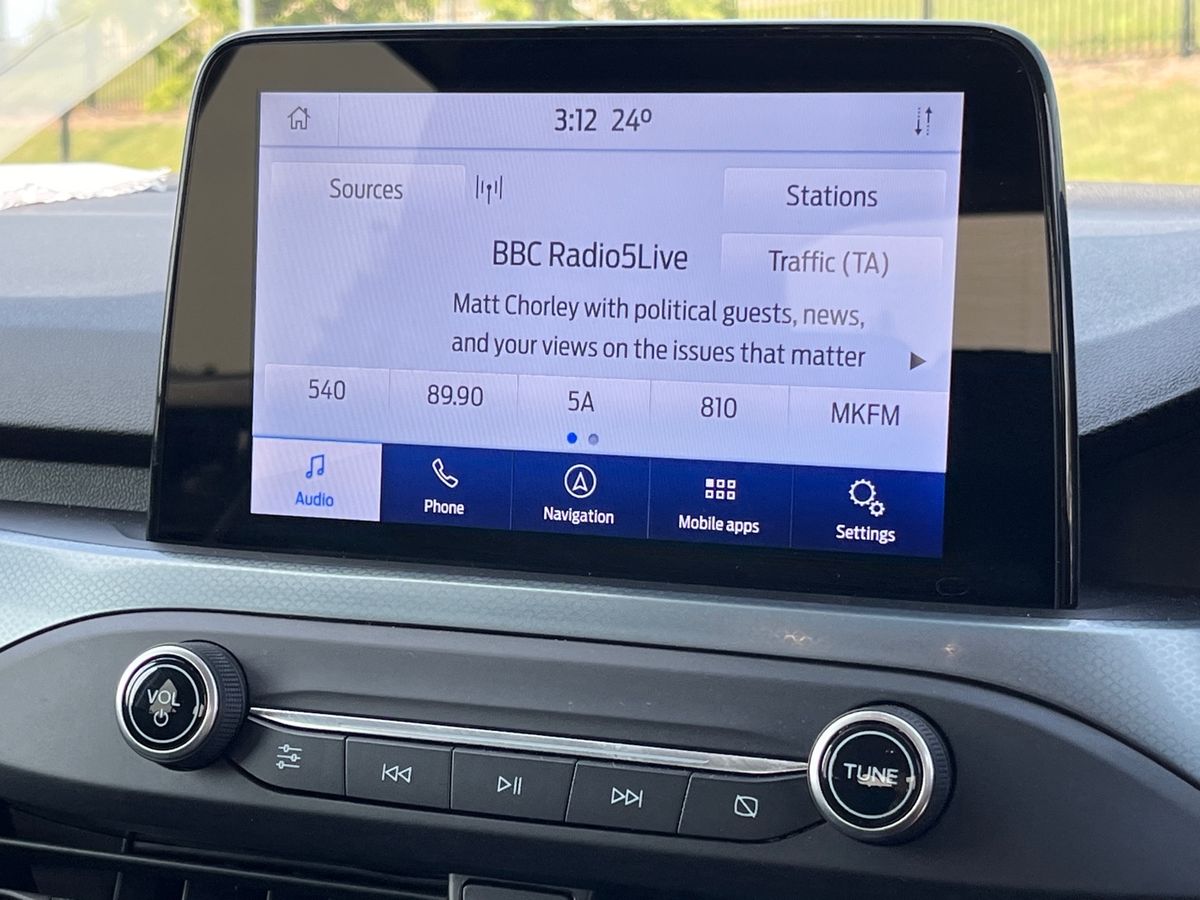 3:12 24º
Sources
Stations
BBC Radio5Live
Traffic (TA)
Matt Chorley with political guests, news,
and your views on the issues that matter
540 89.90 5A 810 MKFM
Audio Phone Navigation Mobile apps Settings
VOL
TUNE